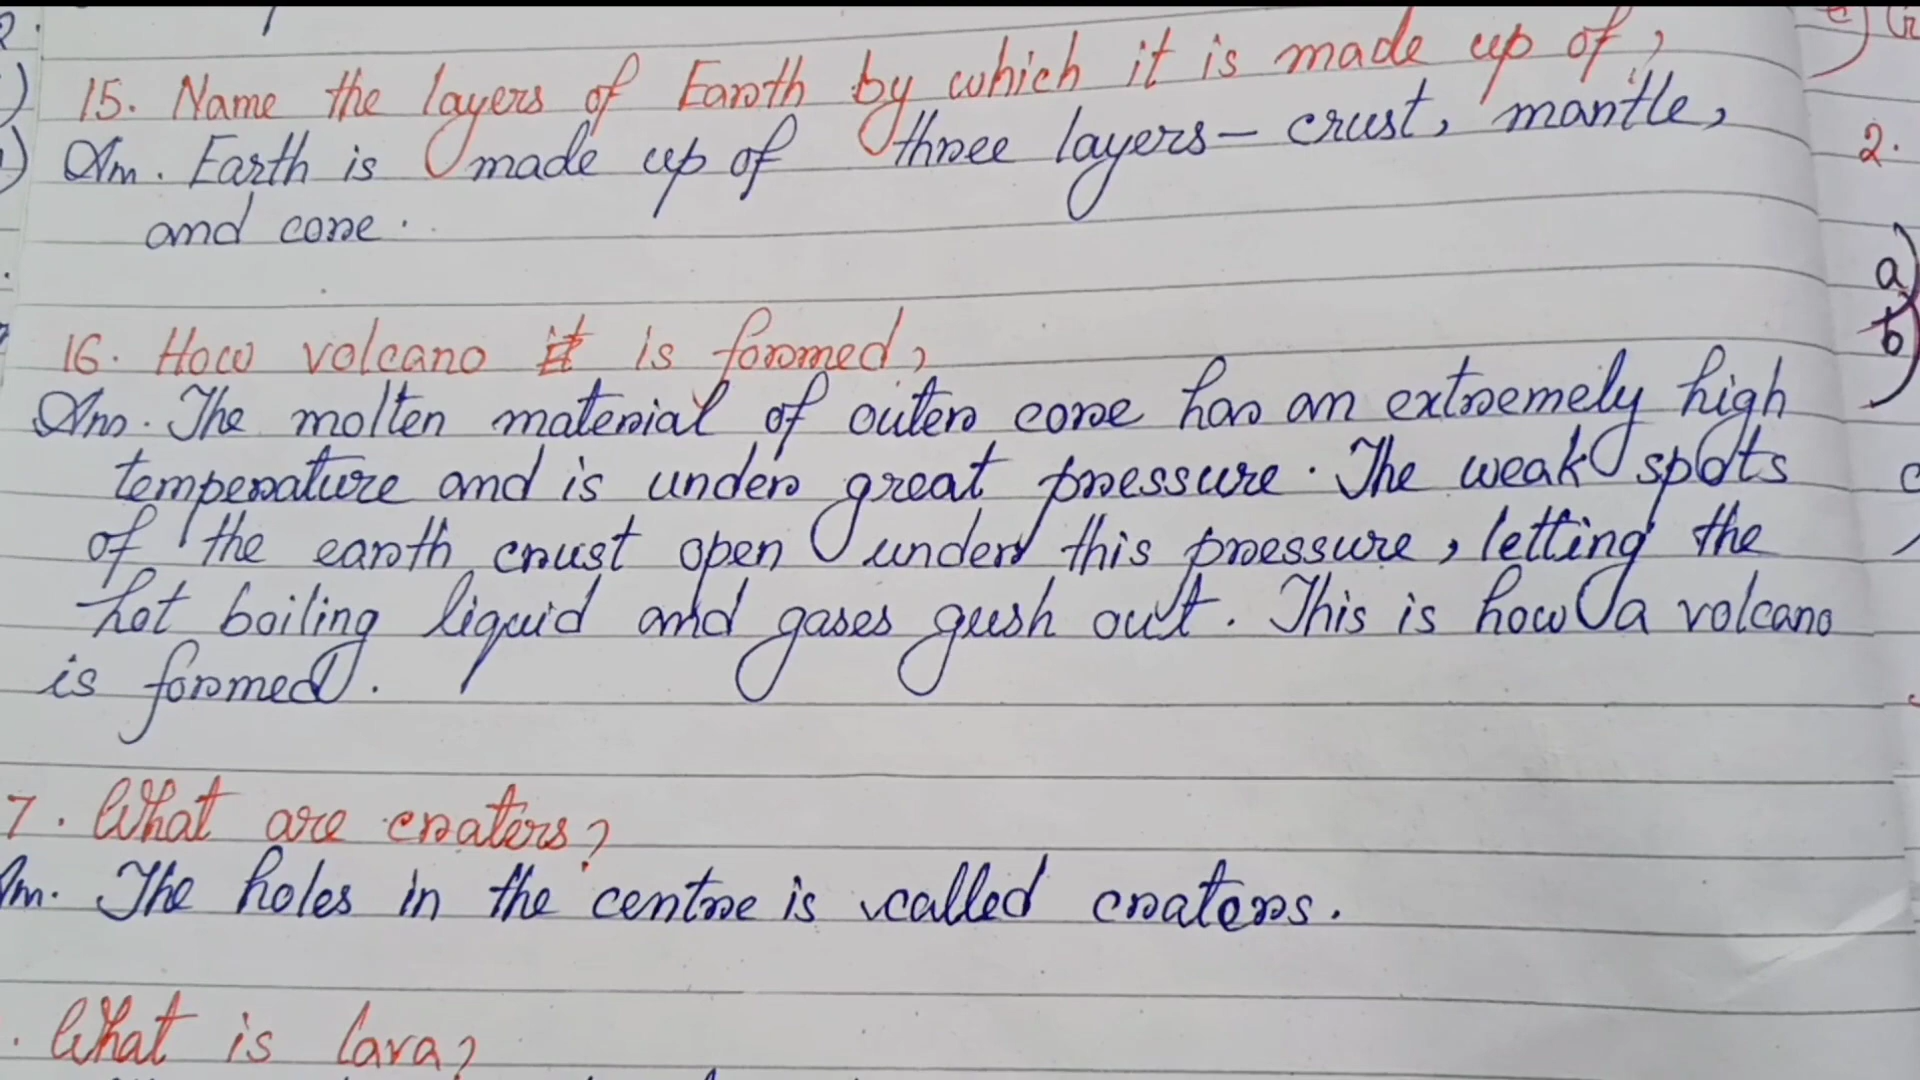 15. Name the layers of Earth by which it is made up of?
Ans. Earth is made up of three layers- crust, mantle,
and core.
16. How volcano it is formed?
Ans. The molten material of outer core has an extremely high
temperature and is under great pressure. The weak spots
of the earth crust open under this pressure, letting the
hot boiling liquid and gases gush out. This is how a volcano
is formed.
7. What are craters?
Ans. The holes in the centre is called craters.
. What is lava?
2.
a)
b)